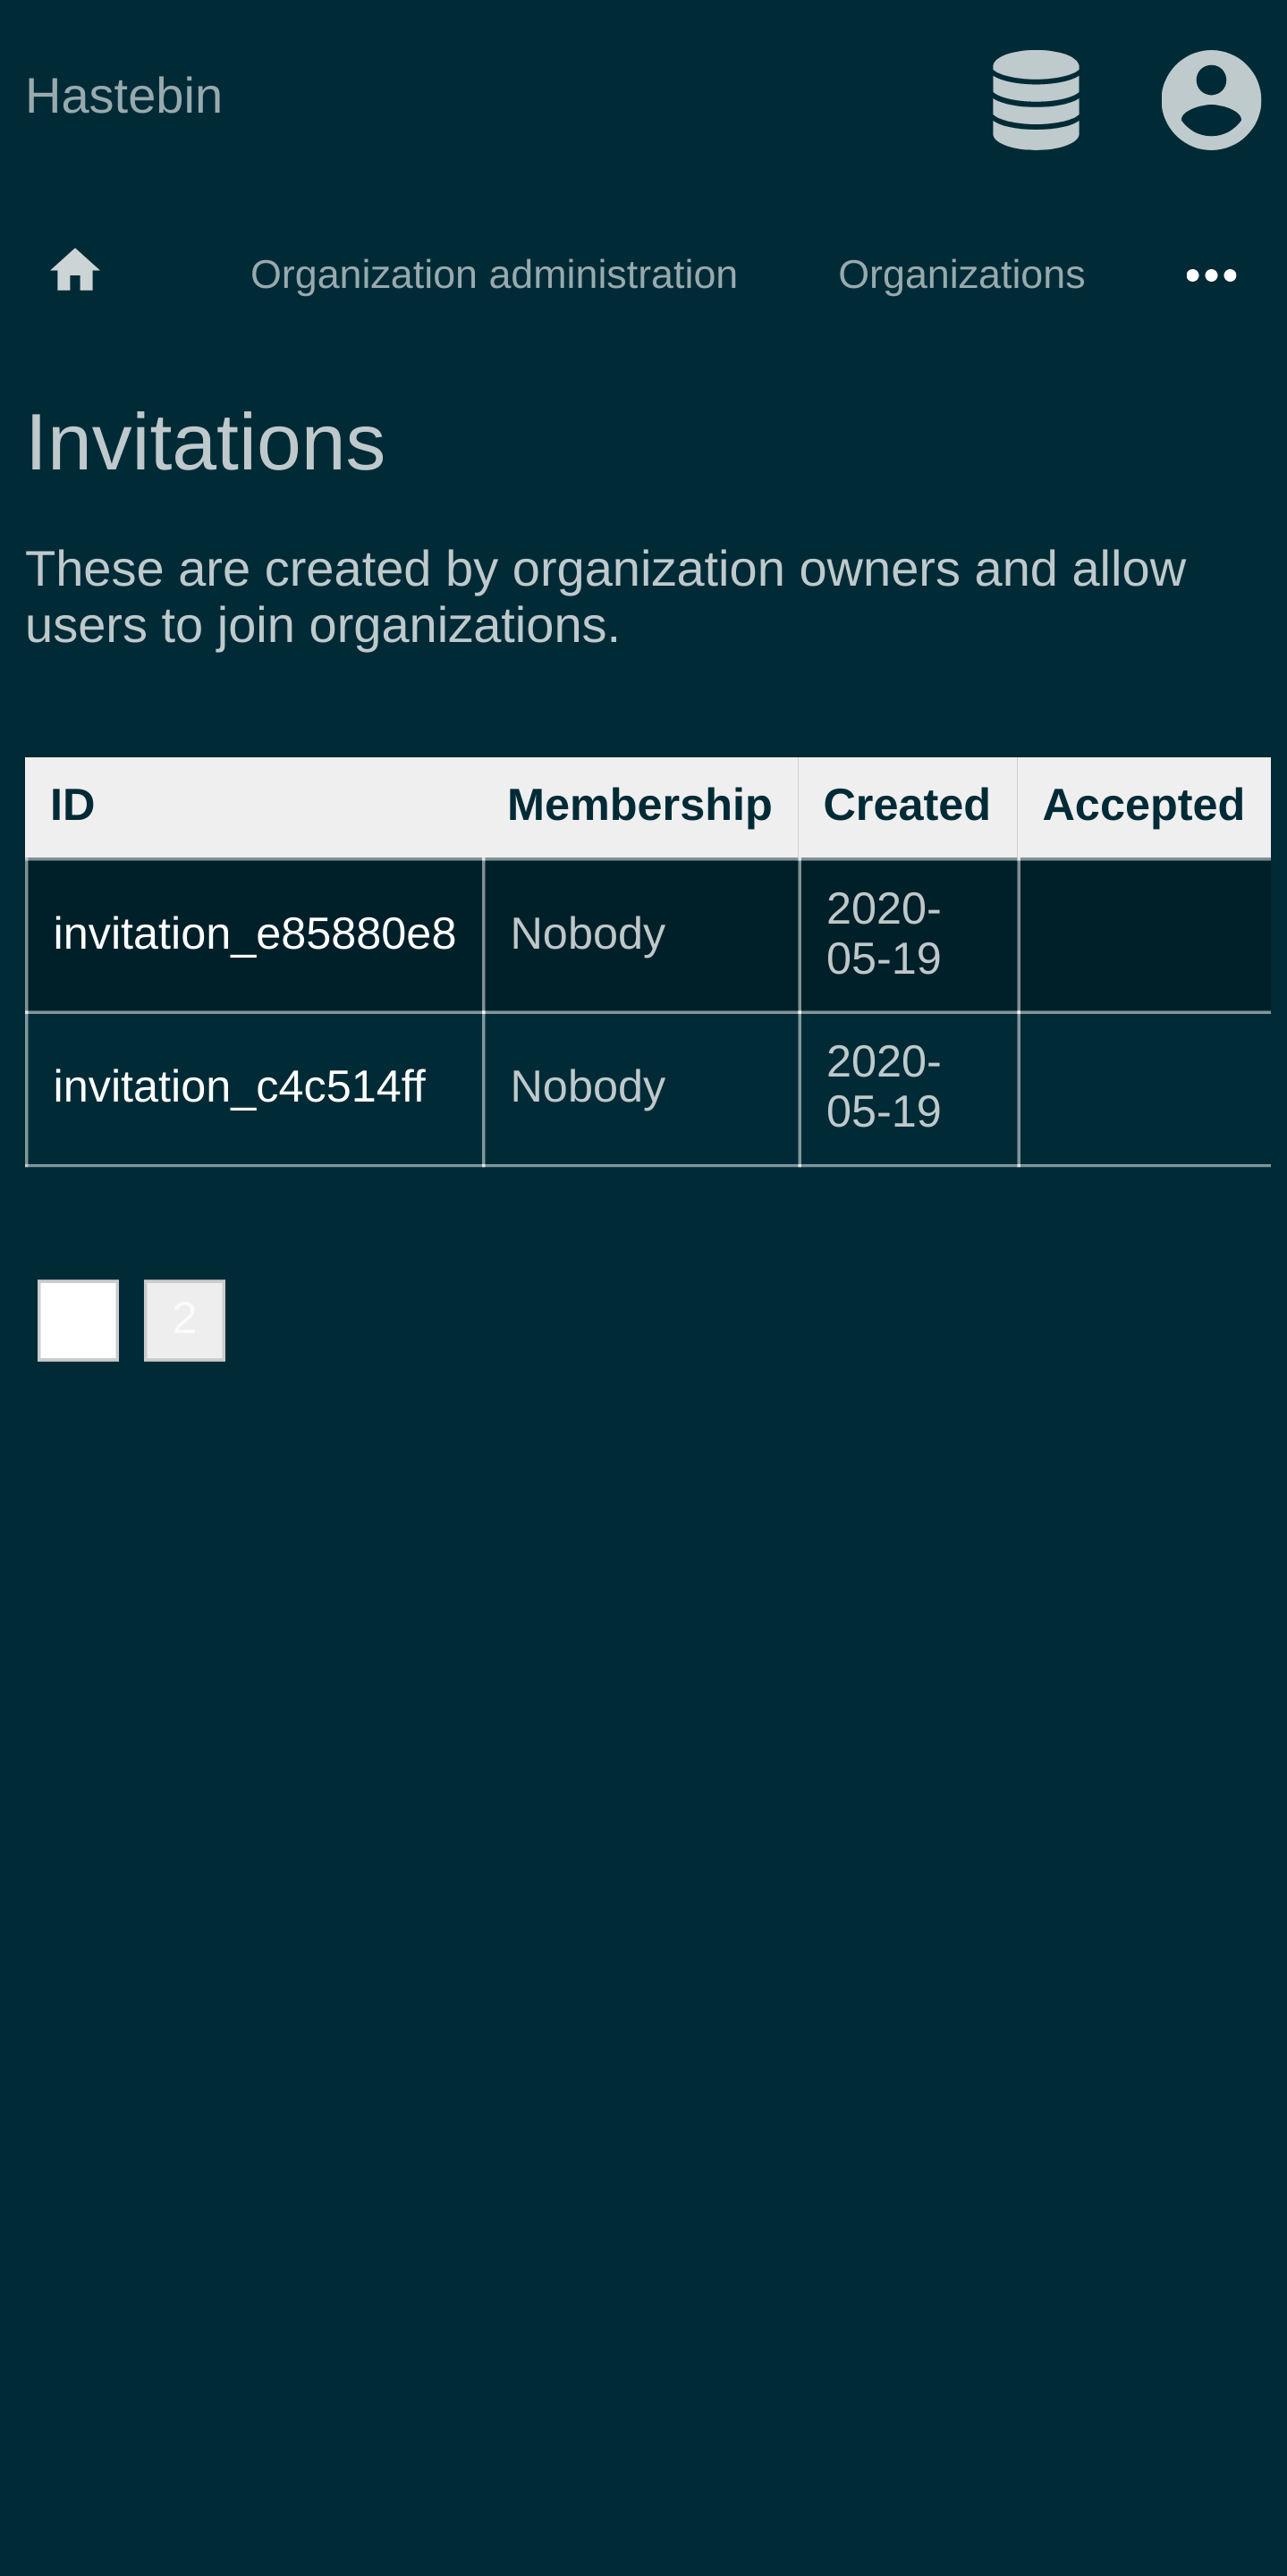 Hastebin
Organization administration Organizations
Invitations
These are created by organization owners and allow
users to join organizations.
ID Membership Created Accepted
invitation_e85880e8 Nobody 2020-
05-19
invitation_c4c514ff Nobody 2020-
05-19
2